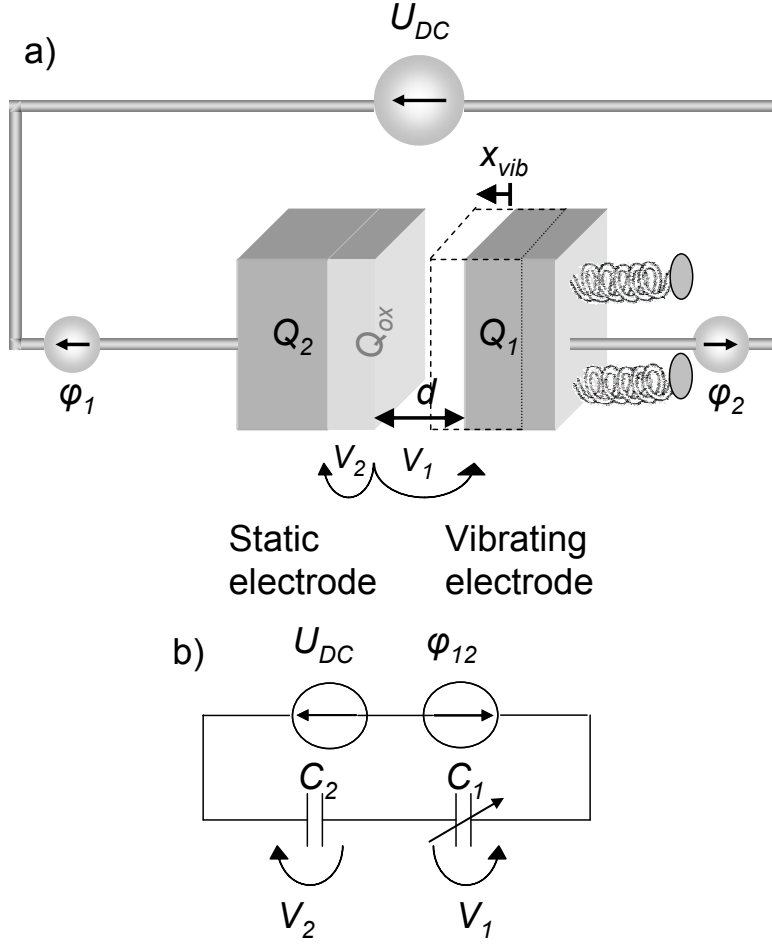 a)
U_DC
x_vib
Q_2
Q_ox
Q_1
d
φ_1
φ_2
V_2
V_1
Static
electrode
Vibrating
electrode
b)
U_DC
φ_12
C_2
C_1
V_2
V_1